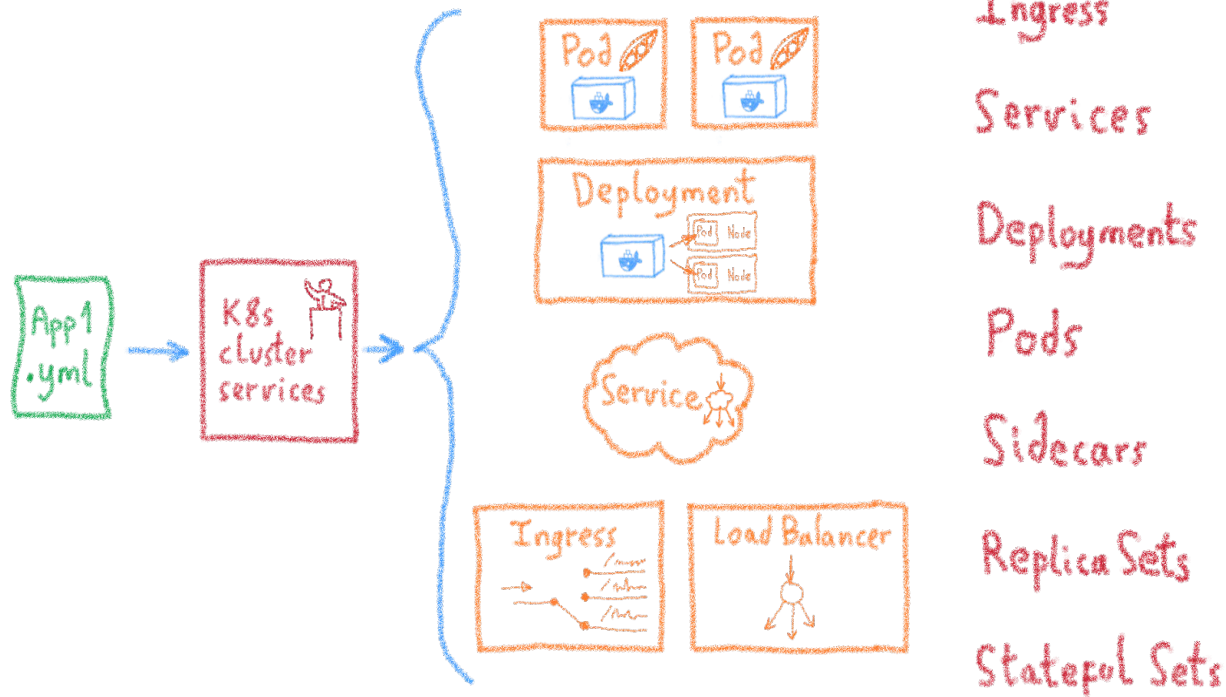 App1
.yml
K8s
cluster
services
Pod
Pod
Deployment
Pod Node
Pod Node
Service
Ingress
Load Balancer
Ingress
Services
Deployments
Pods
Sidecars
Replica Sets
Stateful Sets